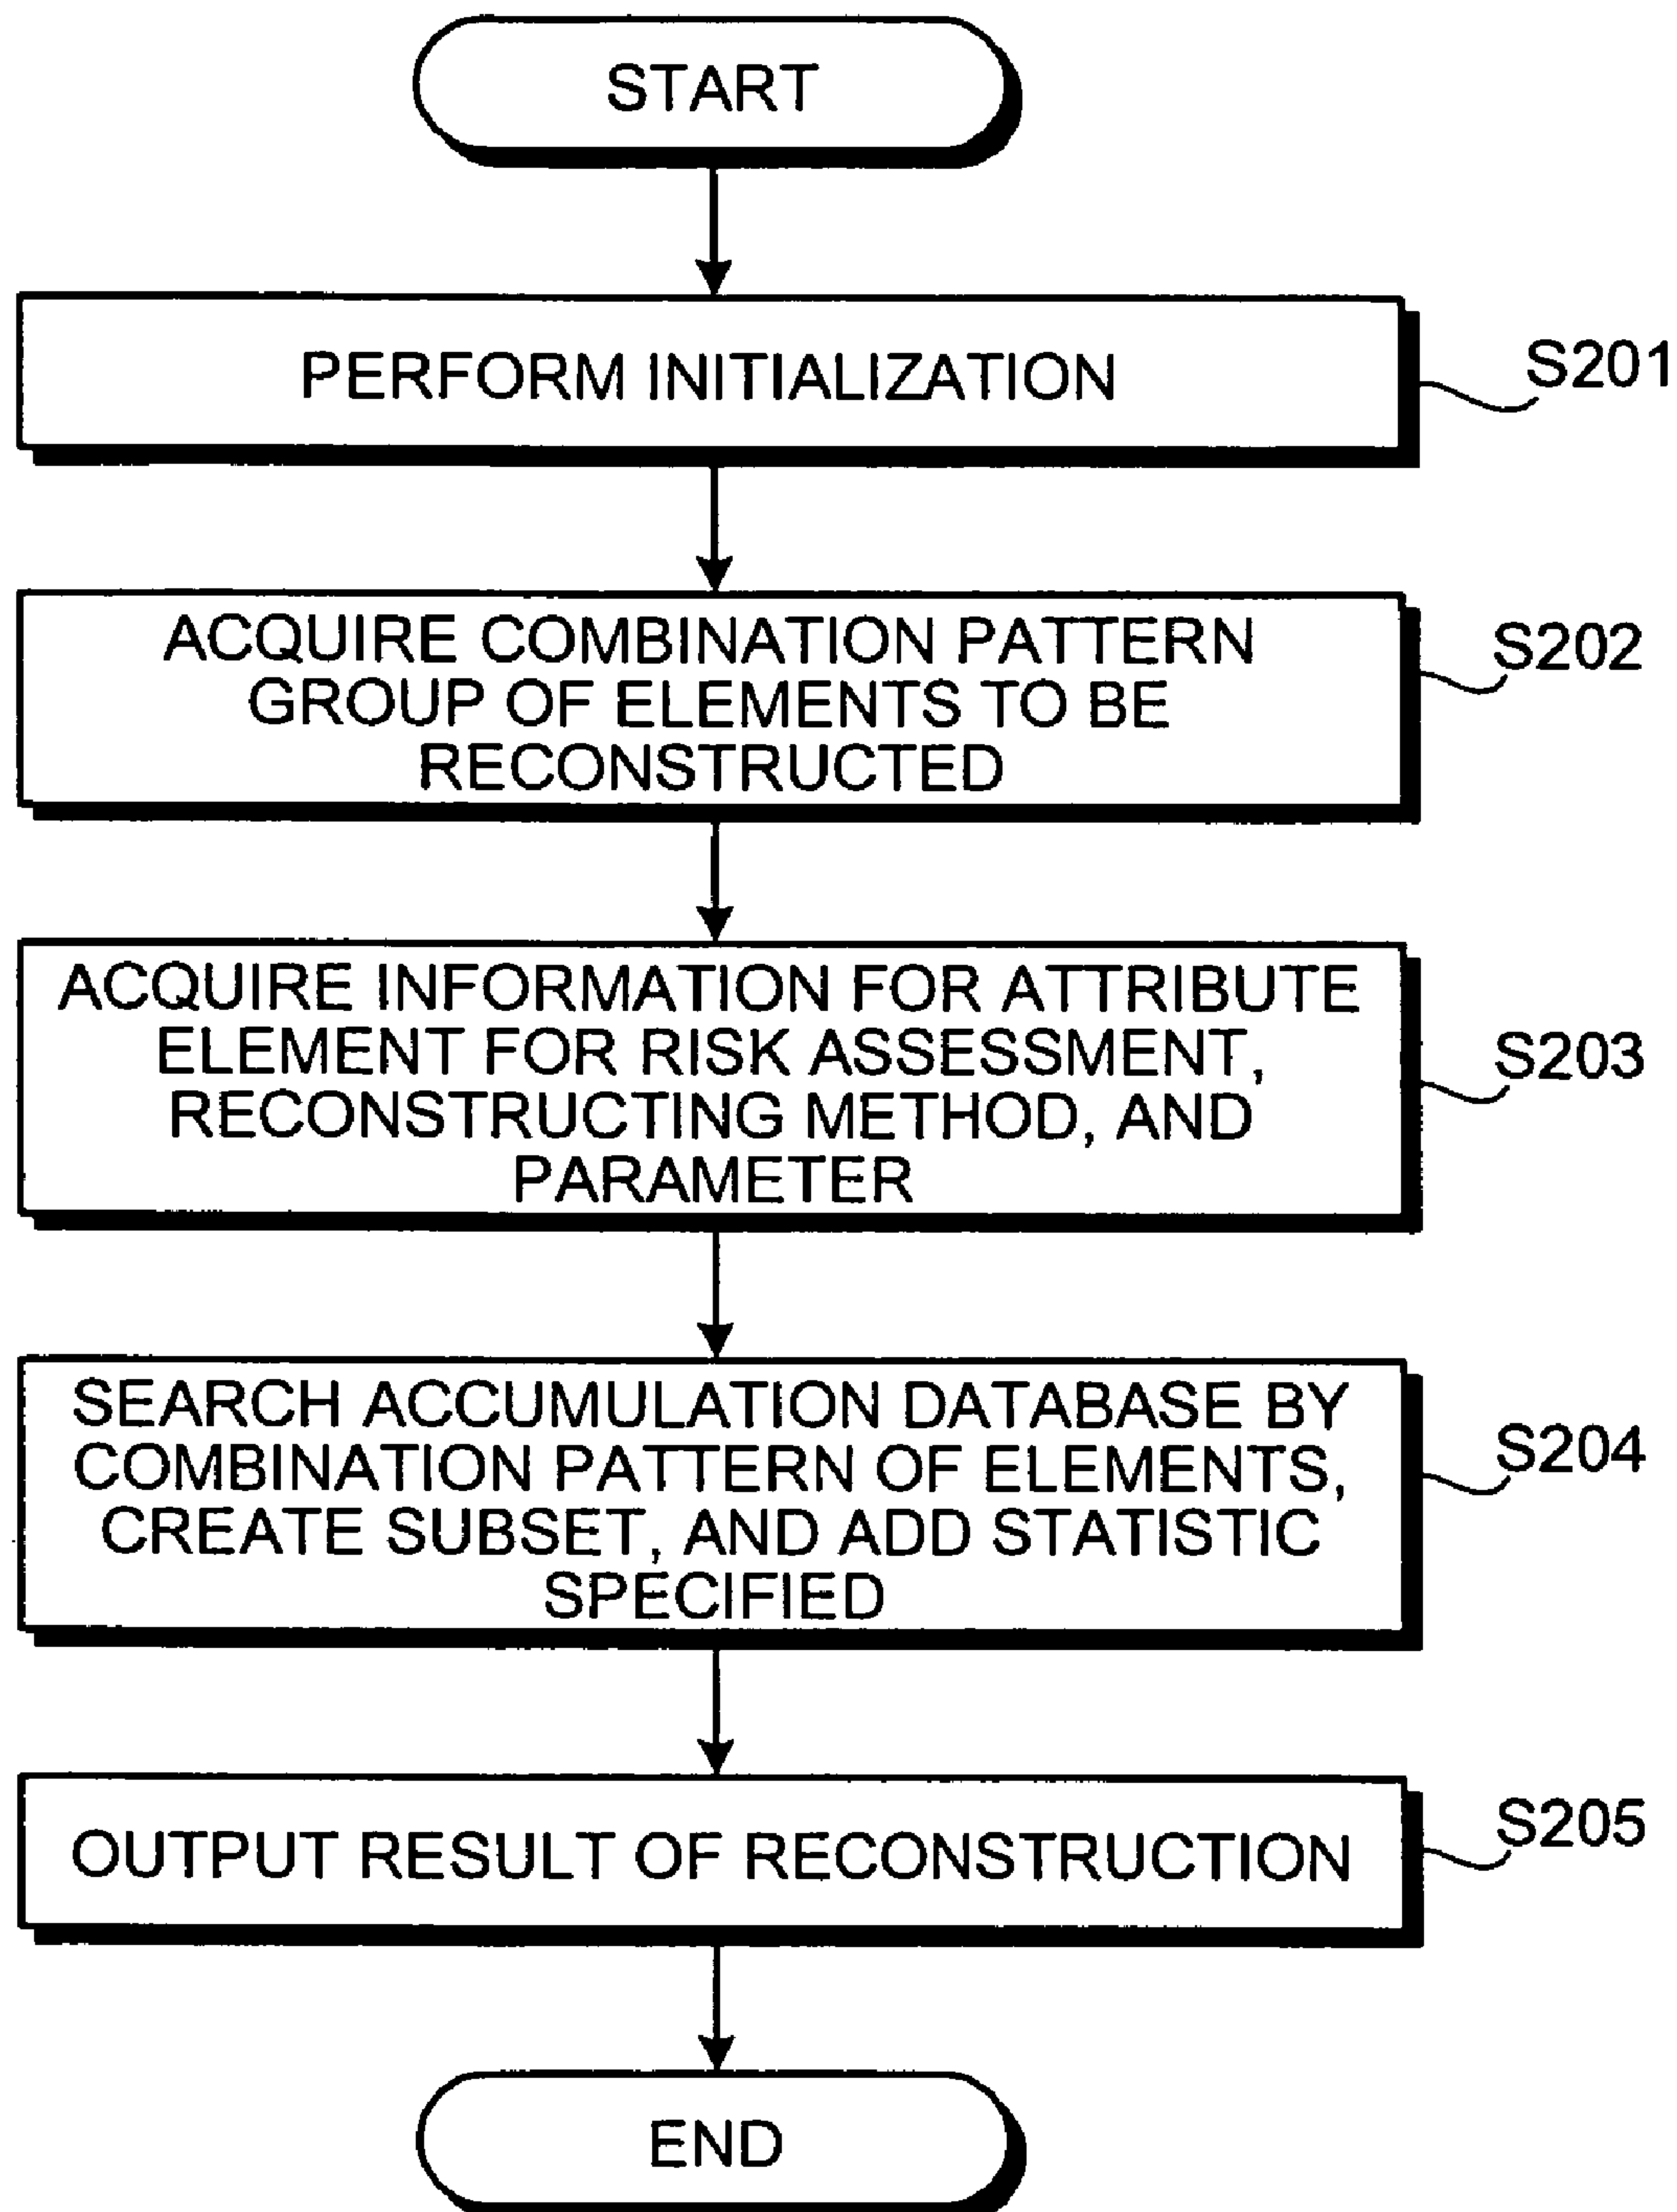 START
PERFORM INITIALIZATION
S201
ACQUIRE COMBINATION PATTERN
GROUP OF ELEMENTS TO BE
RECONSTRUCTED
S202
ACQUIRE INFORMATION FOR ATTRIBUTE
ELEMENT FOR RISK ASSESSMENT,
RECONSTRUCTING METHOD, AND
PARAMETER
S203
SEARCH ACCUMULATION DATABASE BY
COMBINATION PATTERN OF ELEMENTS,
CREATE SUBSET, AND ADD STATISTIC
SPECIFIED
S204
OUTPUT RESULT OF RECONSTRUCTION
S205
END